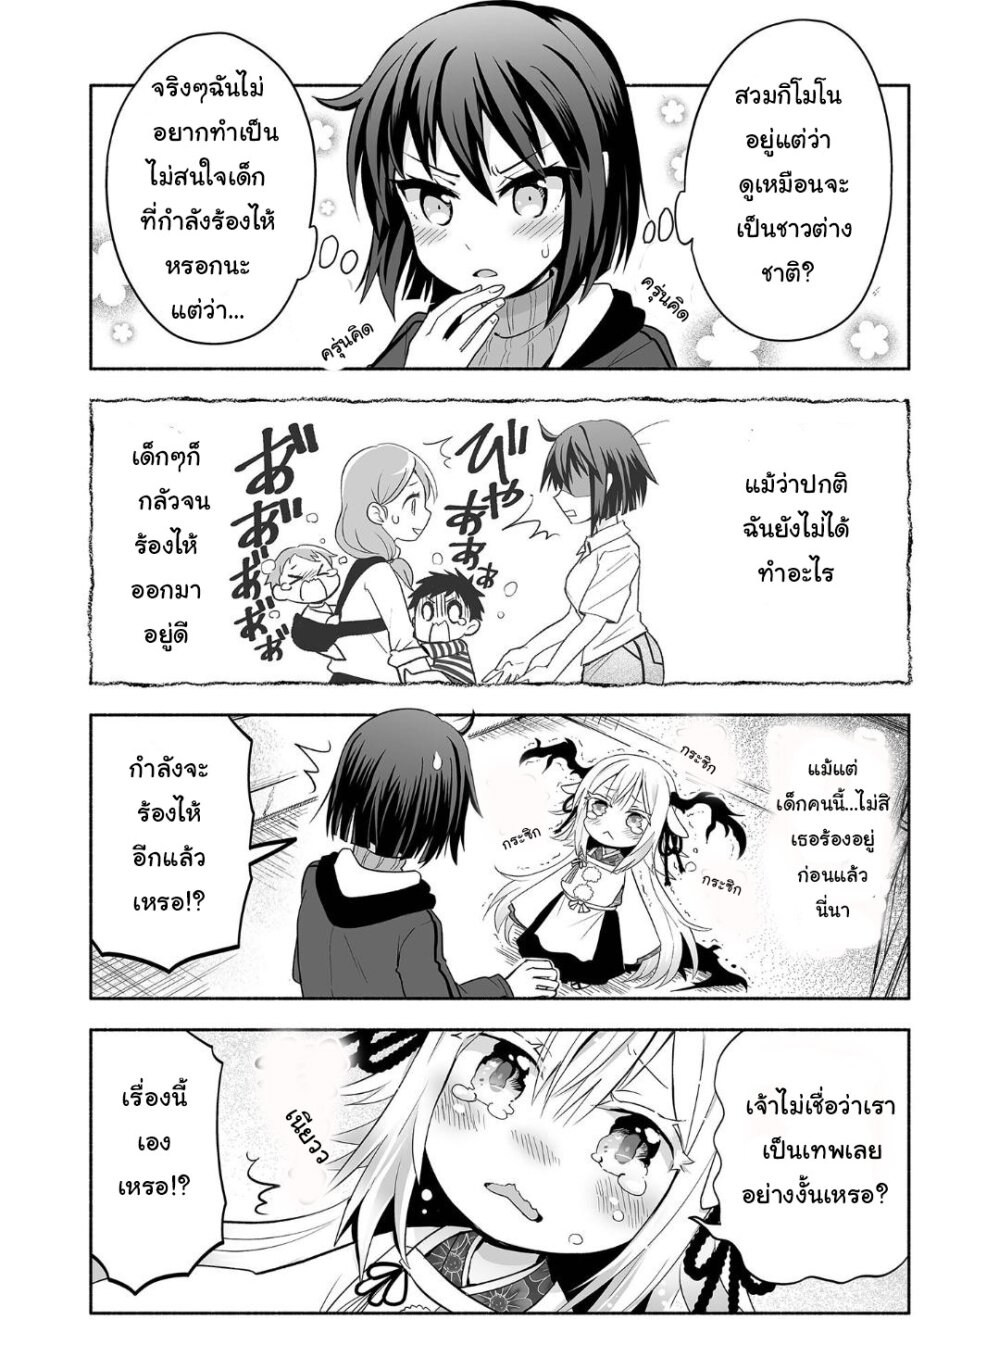 สวมกิโมโน
อยู่แต่ว่า
ดูเหมือนจะ
เป็นชาวต่าง
ชาติ?
จริงๆฉันไม่
อยากทำเป็น
ไม่สนใจเด็ก
ที่กำลังร้องไห้
หรอกนะ
แต่ว่า...
ครุ่นคิด
ครุ่นคิด
แม้ว่าปกติ
ฉันยังไม่ได้
ทำอะไร
びゃああぁ
あ゛あ゛あ゛あ゛あ゛
เด็กๆก็
กลัวจน
ร้องไห้
ออกมา
อยู่ดี
แม้แต่
เด็กคนนี้...ไม่สิ
เธอร้องอยู่
ก่อนแล้ว
นี่นา
กระซิก
กระซิก
กระซิก
กำลังจะ
ร้องไห้
อีกแล้ว
เหรอ!?
เจ้าไม่เชื่อว่าเรา
เป็นเทพเลย
อย่างงั้นเหรอ?
เนียวว
เรื่องนี้
เอง
เหรอ!?